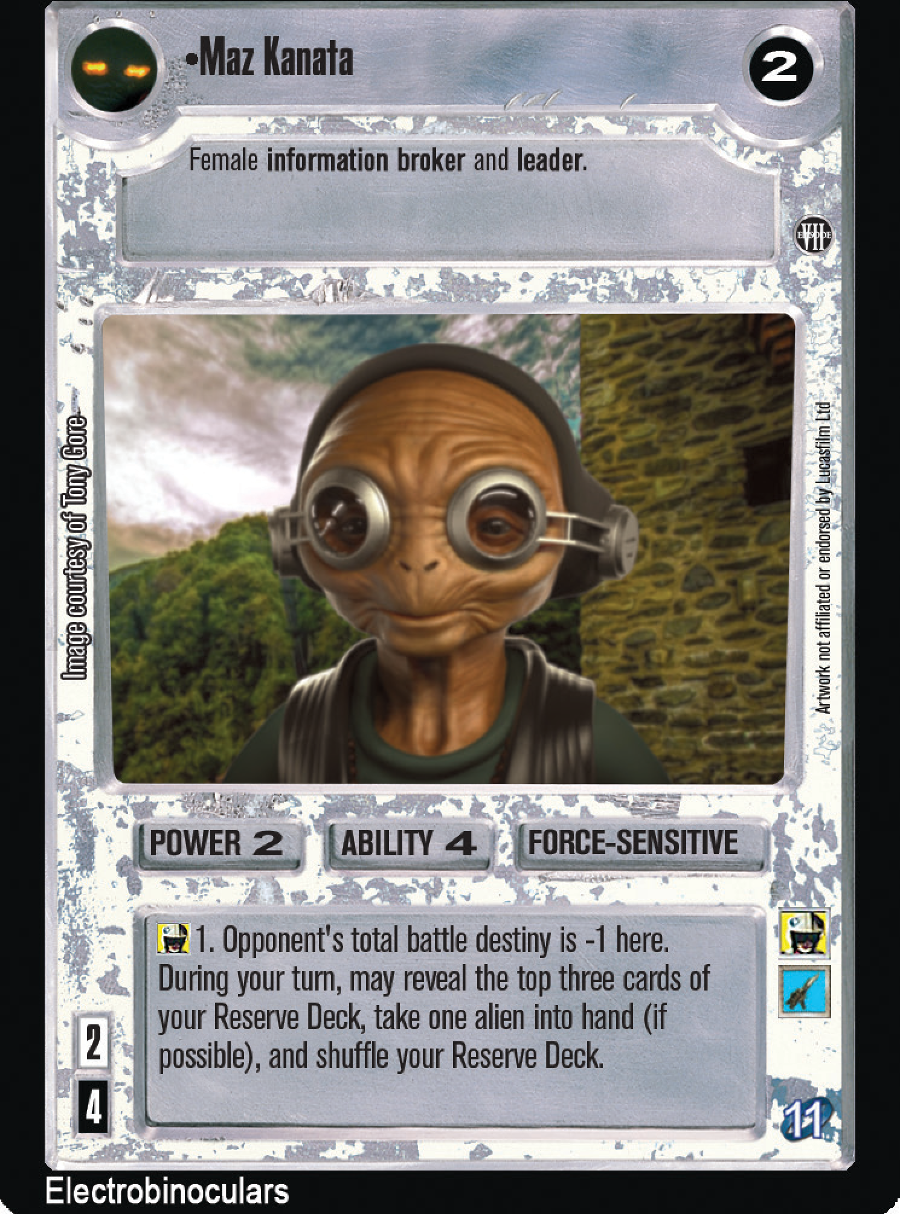 •Maz Kanata
2
Female information broker and leader.
EPISODE
VII
Image courtesy of Tony Gore
Artwork not affiliated or endorsed by Lucasfilm Ltd
POWER 2
ABILITY 4
FORCE-SENSITIVE
1. Opponent's total battle destiny is -1 here.
During your turn, may reveal the top three cards of
your Reserve Deck, take one alien into hand (if
possible), and shuffle your Reserve Deck.
2
4
11
Electrobinoculars